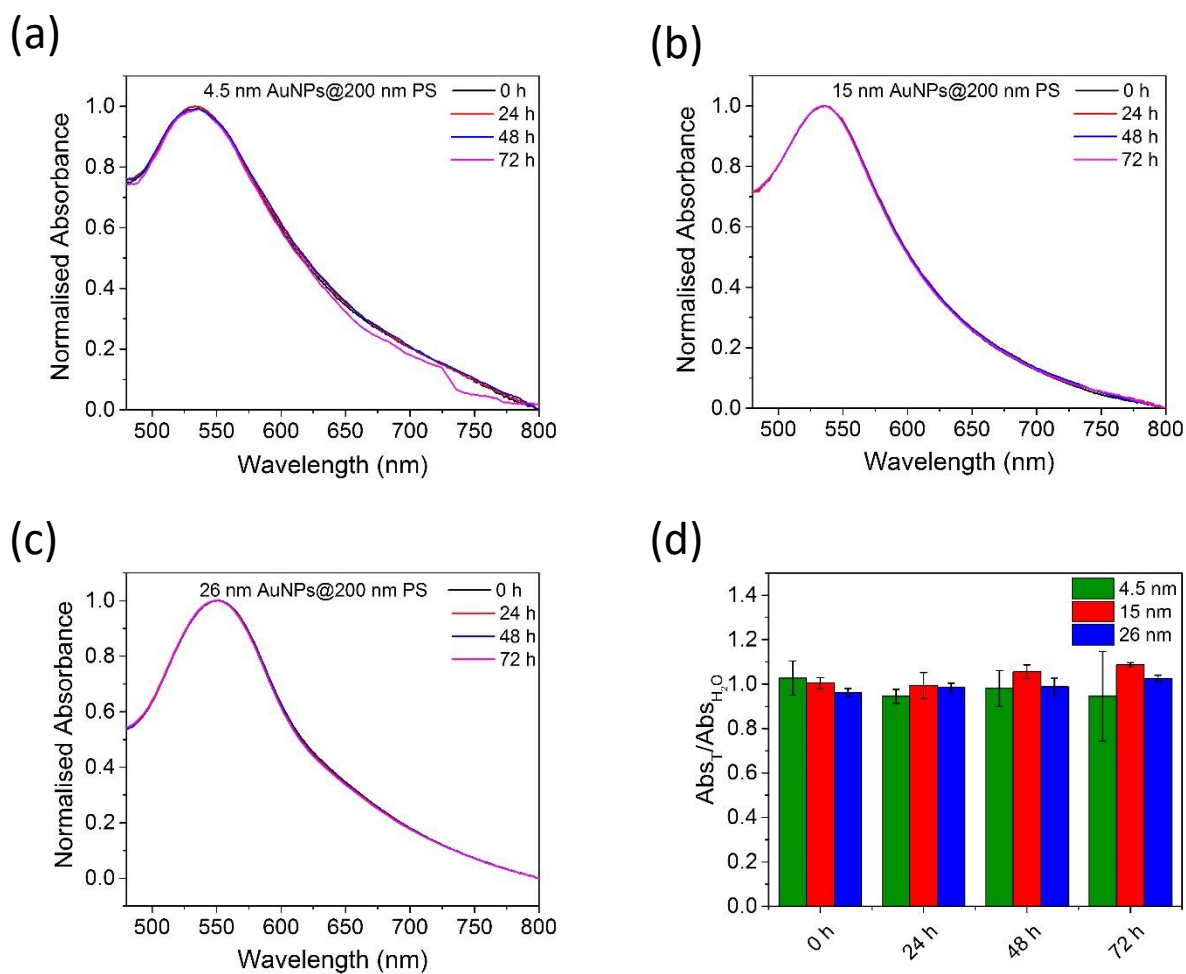 (a)
4.5 nm AuNPs@200 nm PS
0 h
24 h
48 h
72 h
1.0
0.8
0.6
0.4
0.2
0.0
Normalised Absorbance
500 550 600 650 700 750 800
Wavelength (nm)
(b)
15 nm AuNPs@200 nm PS
0 h
24 h
48 h
72 h
1.0
0.8
0.6
0.4
0.2
0.0
Normalised Absorbance
500 550 600 650 700 750 800
Wavelength (nm)
(c)
26 nm AuNPs@200 nm PS
0 h
24 h
48 h
72 h
1.0
0.8
0.6
0.4
0.2
0.0
Normalised Absorbance
500 550 600 650 700 750 800
Wavelength (nm)
(d)
4.5 nm
15 nm
26 nm
1.4
1.2
1.0
0.8
0.6
0.4
0.2
0.0
Abs_T/Abs_H₂O
0 h 24 h 48 h 72 h